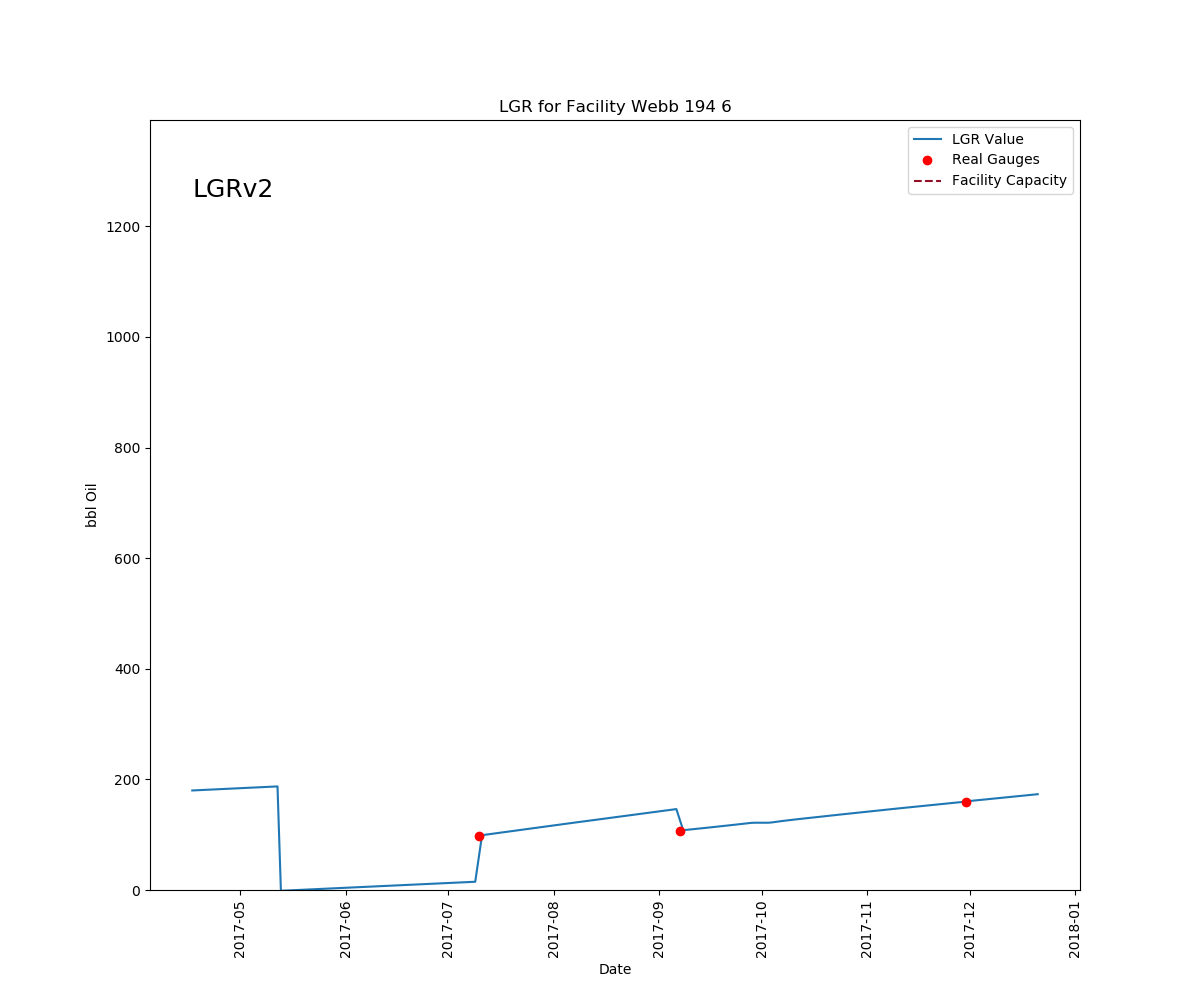 LGR for Facility Webb 194 6
LGRv2
LGR Value
Real Gauges
Facility Capacity
1200
1000
800
600
400
200
0
bbl Oil
2017-05
2017-06
2017-07
2017-08
2017-09
2017-10
2017-11
2017-12
2018-01
Date